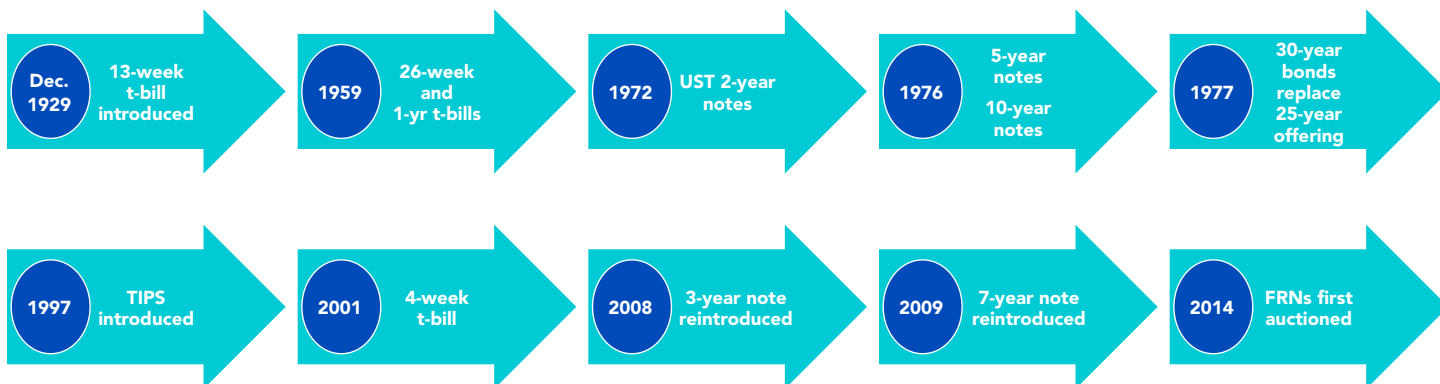 Dec.
1929
13-week
t-bill
introduced
1959
26-week
and
1-yr t-bills
1972
UST 2-year
notes
1976
5-year
notes
10-year
notes
1977
30-year
bonds
replace
25-year
offering
1997
TIPS
introduced
2001
4-week
t-bill
2008
3-year note
reintroduced
2009
7-year note
reintroduced
2014
FRNs first
auctioned